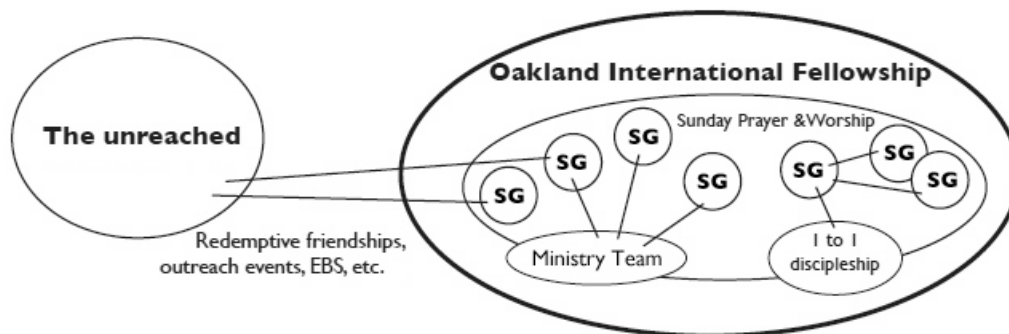 Oakland International Fellowship
The unreached
Sunday Prayer &Worship
SG
SG
SG
SG
SG
SG
SG
Redemptive friendships,
outreach events, EBS, etc.
Ministry Team
1 to 1
discipleship